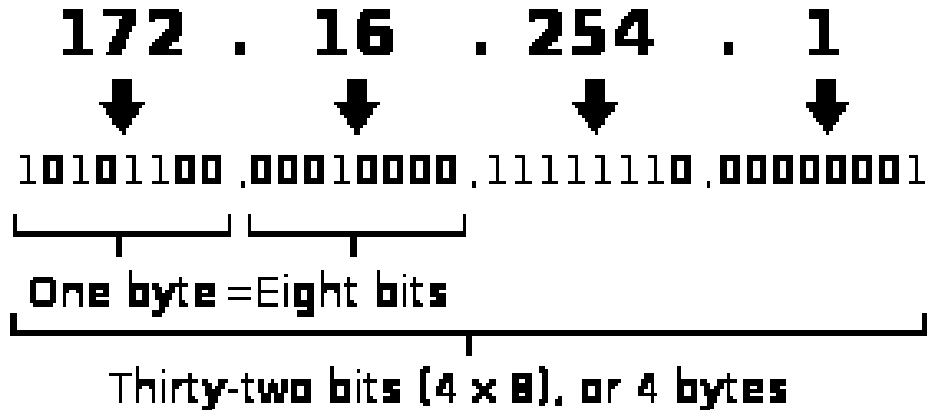 172 . 16 . 254 . 1
10101100 .00010000 .11111110 .00000001
One byte =Eight bits
Thirty-two bits (4 x 8), or 4 bytes